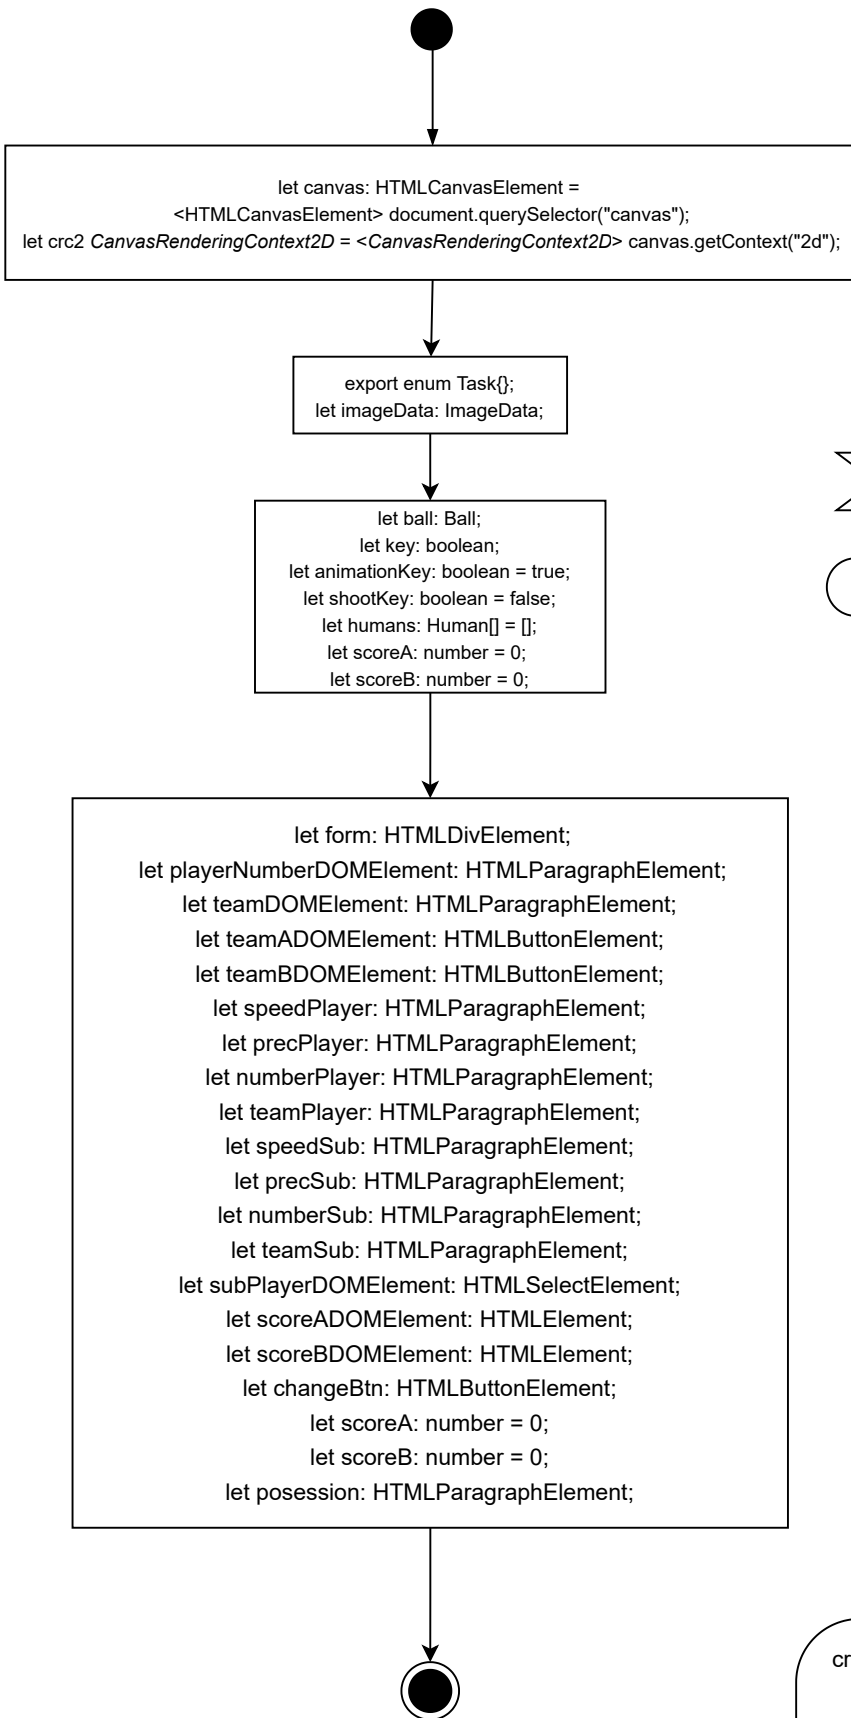 let canvas: HTMLCanvasElement =
<HTMLCanvasElement> document.querySelector("canvas");
let crc2 CanvasRenderingContext2D = <CanvasRenderingContext2D> canvas.getContext("2d");
export enum Task{};
let imageData: ImageData;
let ball: Ball;
let key: boolean;
let animationKey: boolean = true;
let shootKey: boolean = false;
let humans: Human[] = [];
let scoreA: number = 0;
let scoreB: number = 0;
let form: HTMLDivElement;
let playerNumberDOMElement: HTMLParagraphElement;
let teamDOMElement: HTMLParagraphElement;
let teamADOMElement: HTMLButtonElement;
let teamBDOMElement: HTMLButtonElement;
let speedPlayer: HTMLParagraphElement;
let precPlayer: HTMLParagraphElement;
let numberPlayer: HTMLParagraphElement;
let teamPlayer: HTMLParagraphElement;
let speedSub: HTMLParagraphElement;
let precSub: HTMLParagraphElement;
let numberSub: HTMLParagraphElement;
let teamSub: HTMLParagraphElement;
let subPlayerDOMElement: HTMLSelectElement;
let scoreADOMElement: HTMLElement;
let scoreBDOMElement: HTMLElement;
let changeBtn: HTMLButtonElement;
let scoreA: number = 0;
let scoreB: number = 0;
let posession: HTMLParagraphElement;
cr